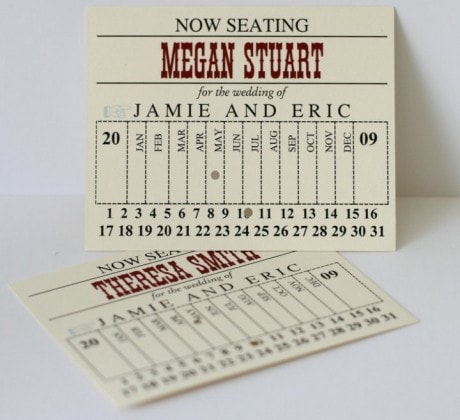 NOW SEATING
MEGAN STUART
for the wedding of
JAMIE AND ERIC
20 JAN FEB MAR APR MAY JUN JUL AUG SEP OCT NOV DEC 09
1 2 3 4 5 6 7 8 9 11 12 13 14 15 16
17 18 19 20 21 22 23 24 25 26 27 28 29 30 31
NOW SEA
THERESA SMITH
for the wedding of
JAMIE AND ERIC
20 09